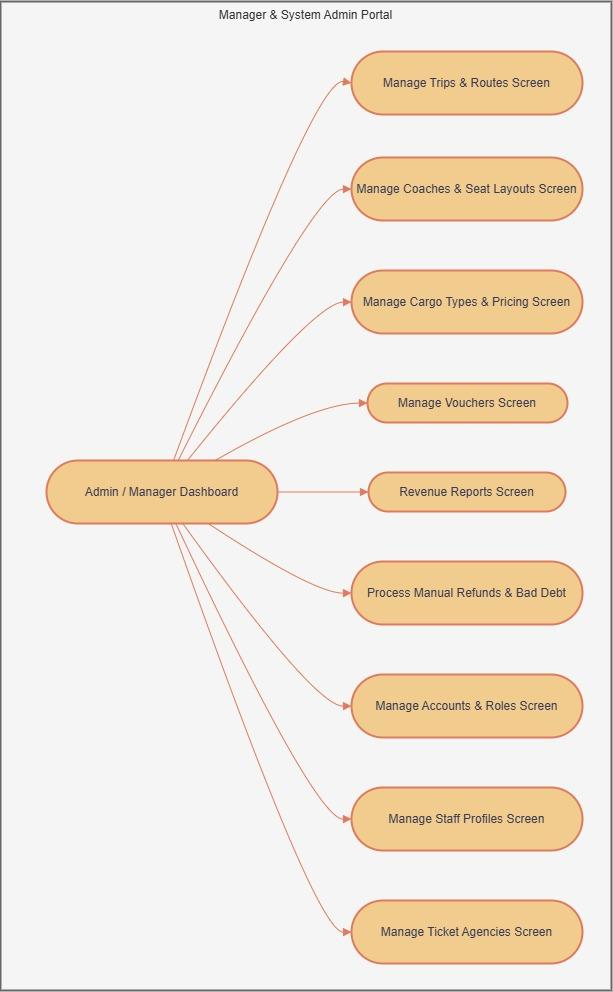 Manager & System Admin Portal
Manage Trips & Routes Screen
Manage Coaches & Seat Layouts Screen
Manage Cargo Types & Pricing Screen
Manage Vouchers Screen
Admin / Manager Dashboard
Revenue Reports Screen
Process Manual Refunds & Bad Debt
Manage Accounts & Roles Screen
Manage Staff Profiles Screen
Manage Ticket Agencies Screen